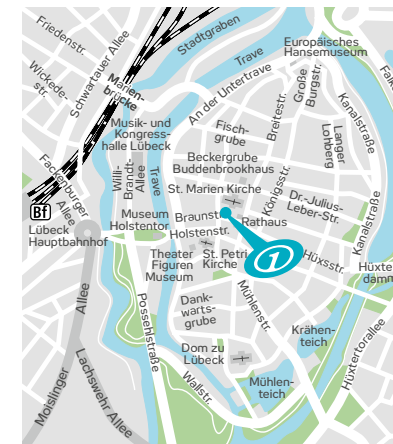 Friedenstr.
Stadtgraben
Europäisches
Hansemuseum
Schwartauer Allee
Trave
Wickede-
str.
Marien-
brücke
An der Untertrave
Große
Burgstr.
Breitestr.
Kanalstraße
Musik- und
Kongress-
halle Lübeck
Fisch-
grube
Langer
Lohberg
Beckergrube
Buddenbrookhaus
Fackenburger
Allee
Willi-
Brandt-
Allee
Trave
St. Marien Kirche
Königsstr.
Dr.-Julius-
Leber-Str.
Kanalstraße
Bf
Lübeck
Hauptbahnhof
Museum
Holstentor
Braunstr.
Holstenstr.
Rathaus
1
Hüxsstr.
Theater
Figuren
Museum
St. Petri
Kirche
Hüxter
damm
Allee
Possehlstraße
Mühlenstr.
Dank-
warts-
grube
Krähen-
teich
Hüxtertorallee
Dom zu
Lübeck
Moislinger
Lachswehr Allee
Wallstr.
Mühlen-
teich